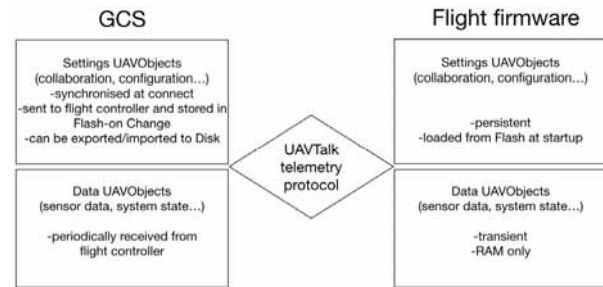 GCS
Settings UAVObjects
(collaboration, configuration...)
-synchronised at connect
-sent to flight controller and stored in
Flash-on Change
-can be exported/imported to Disk
Data UAVObjects
(sensor data, system state...)
-periodically received from
flight controller
UAVTalk
telemetry
protocol
Flight firmware
Settings UAVObjects
(collaboration, configuration...)
-persistent
-loaded from Flash at startup
Data UAVObjects
(sensor data, system state...)
-transient
-RAM only